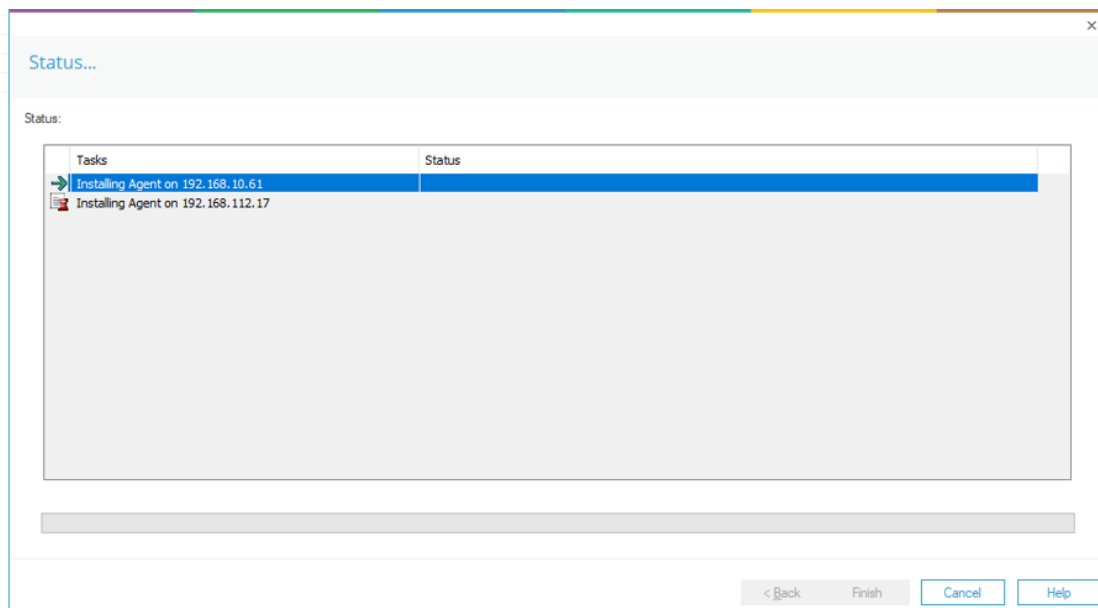 Status...
Status:
Tasks Status
Installing Agent on 192.168.10.61
Installing Agent on 192.168.112.17
< Back Finish Cancel Help